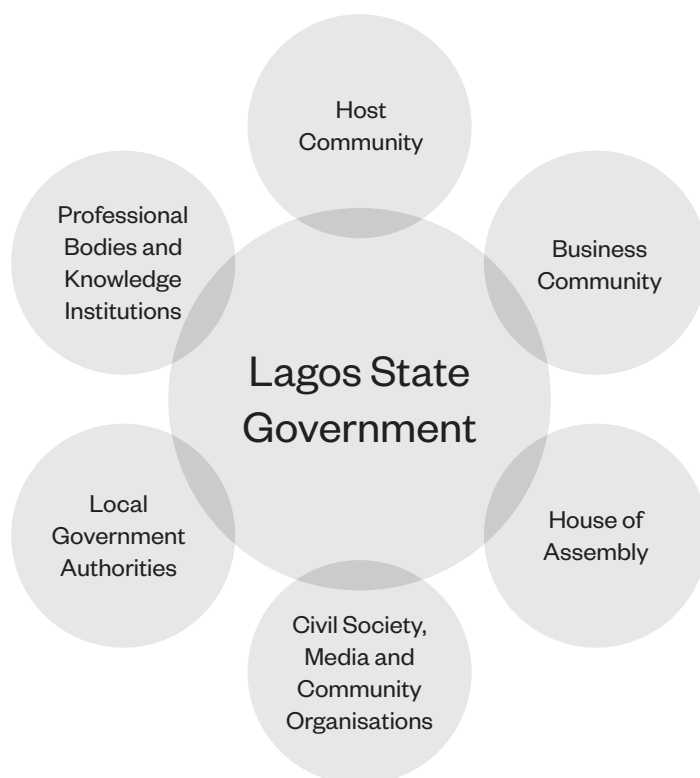 Host
Community
Professional
Bodies and
Knowledge
Institutions
Business
Community
Lagos State
Government
Local
Government
Authorities
House of
Assembly
Civil Society,
Media and
Community
Organisations